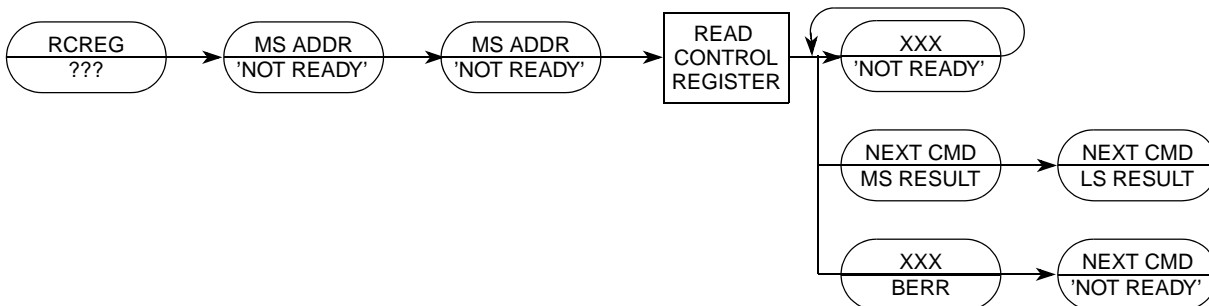 RCREG
???
MS ADDR
'NOT READY'
MS ADDR
'NOT READY'
READ
CONTROL
REGISTER
XXX
'NOT READY'
NEXT CMD
MS RESULT
NEXT CMD
LS RESULT
XXX
BERR
NEXT CMD
'NOT READY'